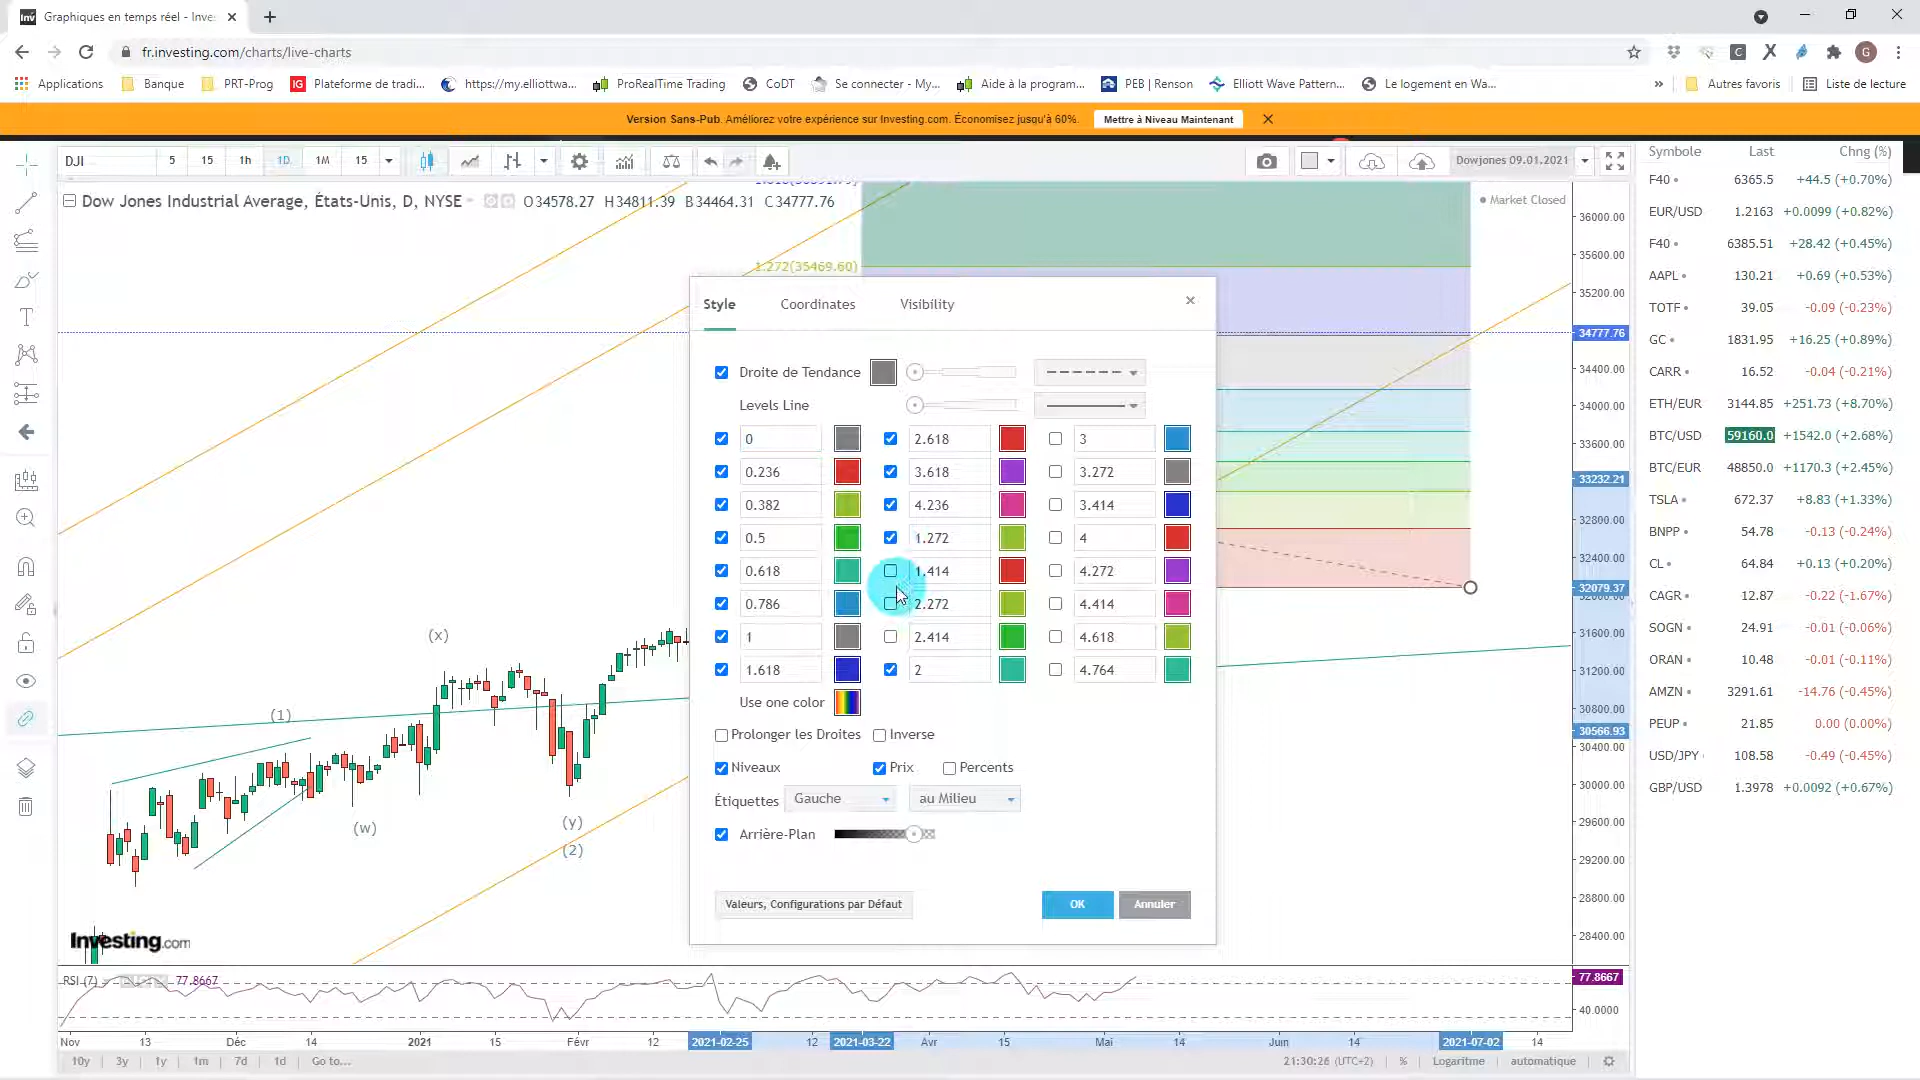 Graphiques en temps réel - Inve
fr.investing.com/charts/live-charts
Applications Banque PRT-Prog Plateforme de tradi... https://my.elliottwa... ProRealTime Trading CoDT Se connecter - My... Aide à la program... PEB | Renson Elliott Wave Pattern... Le logement en Wa... » Autres favoris Liste de lecture
Version Sans-Pub. Améliorez votre expérience sur Investing.com. Économisez jusqu'à 60%. Mettre à Niveau Maintenant
DJI 5 15 1h 1D 1M 15 Dowjones 09.01.2021
Dow Jones Industrial Average, États-Unis, D, NYSE O34578.27 H34811.39 B34464.31 C34777.76
Market Closed
1.272(35469.60)
Style Coordinates Visibility
Droite de Tendance
Levels Line
0 2.618 3
0.236 3.618 3.272
0.382 4.236 3.414
0.5 1.272 4
0.618 1.414 4.272
0.786 2.272 4.414
1 2.414 4.618
1.618 2 4.764
Use one color
Prolonger les Droites Inverse
Niveaux Prix Percents
Étiquettes Gauche au Milieu
Arrière-Plan
Valeurs, Configurations par Défaut OK Annuler
(x)
(1)
(w)
(y)
(2)
Investing.com
36000.00
35600.00
35200.00
34777.76
34400.00
34000.00
33600.00
33232.21
32800.00
32400.00
32079.37
32000.00
31600.00
31200.00
30800.00
30566.93
30400.00
30000.00
29600.00
29200.00
28800.00
28400.00
RSI (7) 77.8667
77.8667
40.0000
Nov 13 Déc 14 2021 15 Févr 12 2021-02-25 12 2021-03-22 Avr 15 Mai 14 Juin 14 2021-07-02 14
10y 3y 1y 1m 7d 1d Go to... 21:30:26 (UTC+2) % Logaritme automatique
Symbole Last Chng (%)
F40 6365.5 +44.5 (+0.70%)
EUR/USD 1.2163 +0.0099 (+0.82%)
F40 6385.51 +28.42 (+0.45%)
AAPL 130.21 +0.69 (+0.53%)
TOTF 39.05 -0.09 (-0.23%)
GC 1831.95 +16.25 (+0.89%)
CARR 16.52 -0.04 (-0.21%)
ETH/EUR 3144.85 +251.73 (+8.70%)
BTC/USD 59160.0 +1542.0 (+2.68%)
BTC/EUR 48850.0 +1170.3 (+2.45%)
TSLA 672.37 +8.83 (+1.33%)
BNPP 54.78 -0.13 (-0.24%)
CL 64.84 +0.13 (+0.20%)
CAGR 12.87 -0.22 (-1.67%)
SOGN 24.91 -0.01 (-0.06%)
ORAN 10.48 -0.01 (-0.11%)
AMZN 3291.61 -14.76 (-0.45%)
PEUP 21.85 0.00 (0.00%)
USD/JPY 108.58 -0.49 (-0.45%)
GBP/USD 1.3978 +0.0092 (+0.67%)